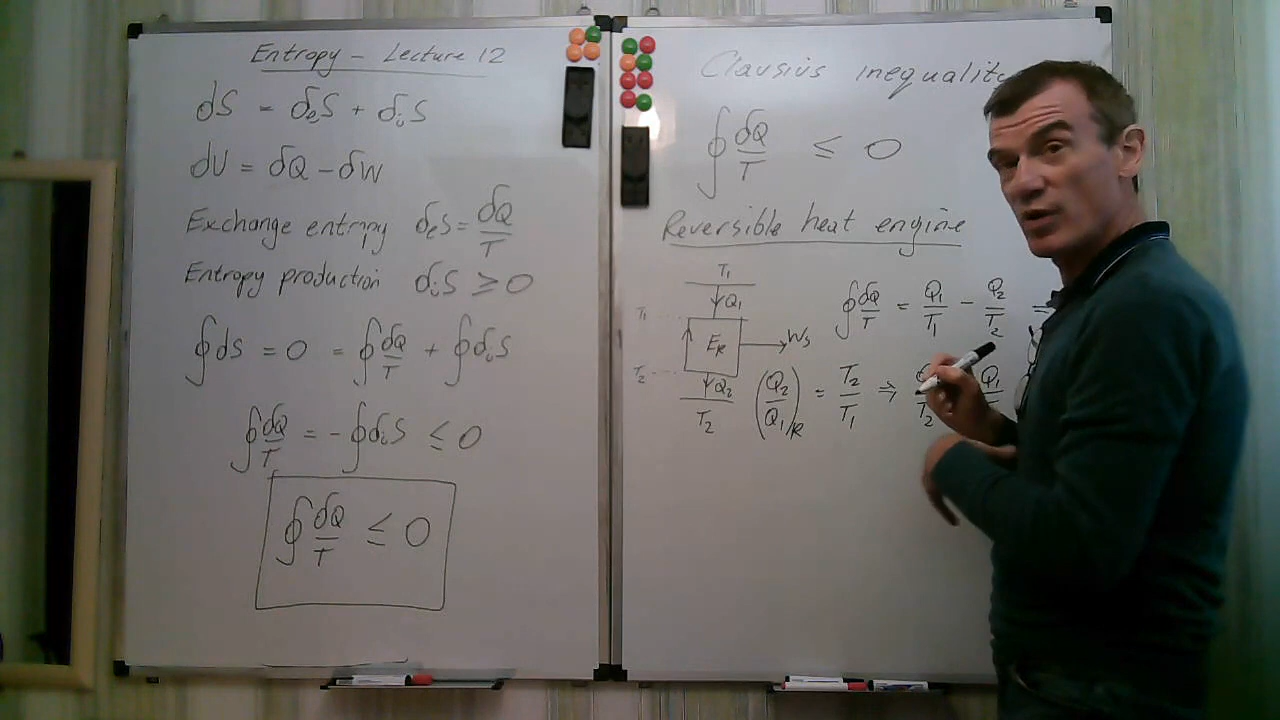 Entropy – Lecture 12
dS = δₑS + δᵢS
dU = δQ – δW
Exchange entropy δₑS = δQ/T
Entropy production δᵢS ≥ 0
∮dS = 0 = ∮δQ/T + ∮δᵢS
∮δQ/T = – ∮δᵢS ≤ 0
∮δQ/T ≤ 0
Clausius inequality
∮δQ/T ≤ 0
Reversible heat engine
T₁
Q₁
T₁
E_R
Wₛ
T₂
Q₂
T₂
∮δQ/T = Q₁/T₁ – Q₂/T₂ =
(Q₂/Q₁)_R = T₂/T₁ ⇒
T₂
Q₁